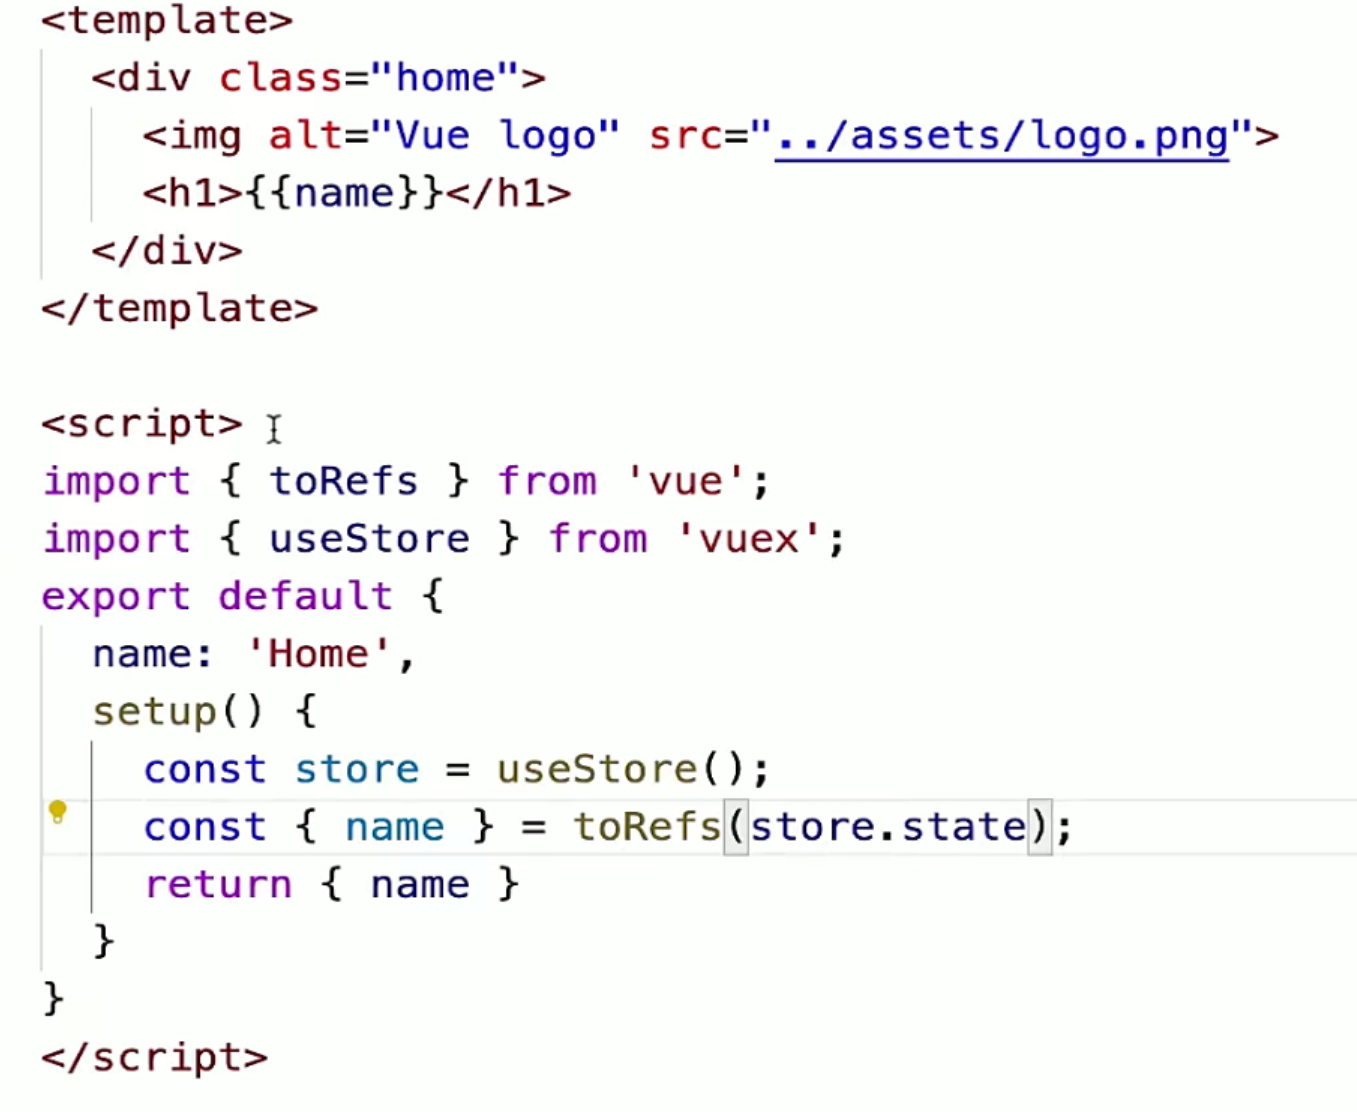 <template>
  <div class="home">
    <img alt="Vue logo" src="../assets/logo.png">
    <h1>{{name}}</h1>
  </div>
</template>

<script>
import { toRefs } from 'vue';
import { useStore } from 'vuex';
export default {
  name: 'Home',
  setup() {
    const store = useStore();
    const { name } = toRefs(store.state);
    return { name }
  }
}
</script>